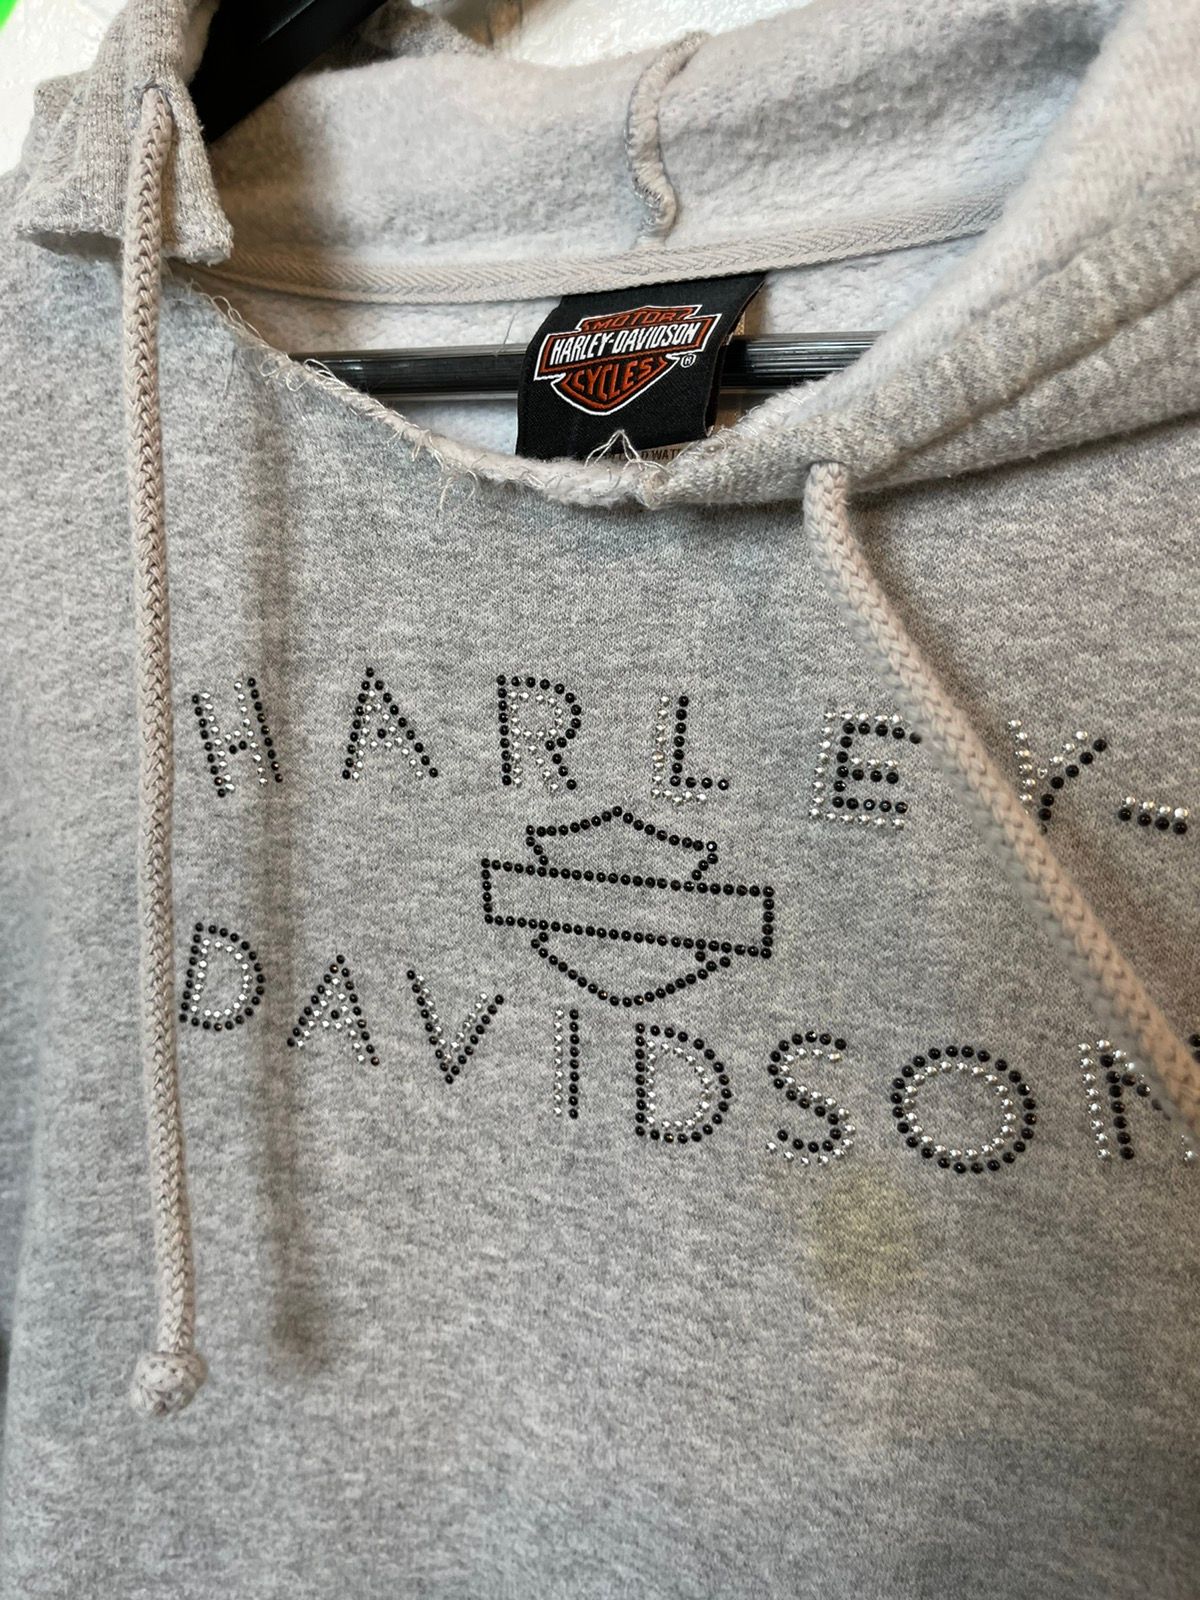 MOTOR
HARLEY-DAVIDSON
CYCLES
®
HARLEY-
DAVIDSON